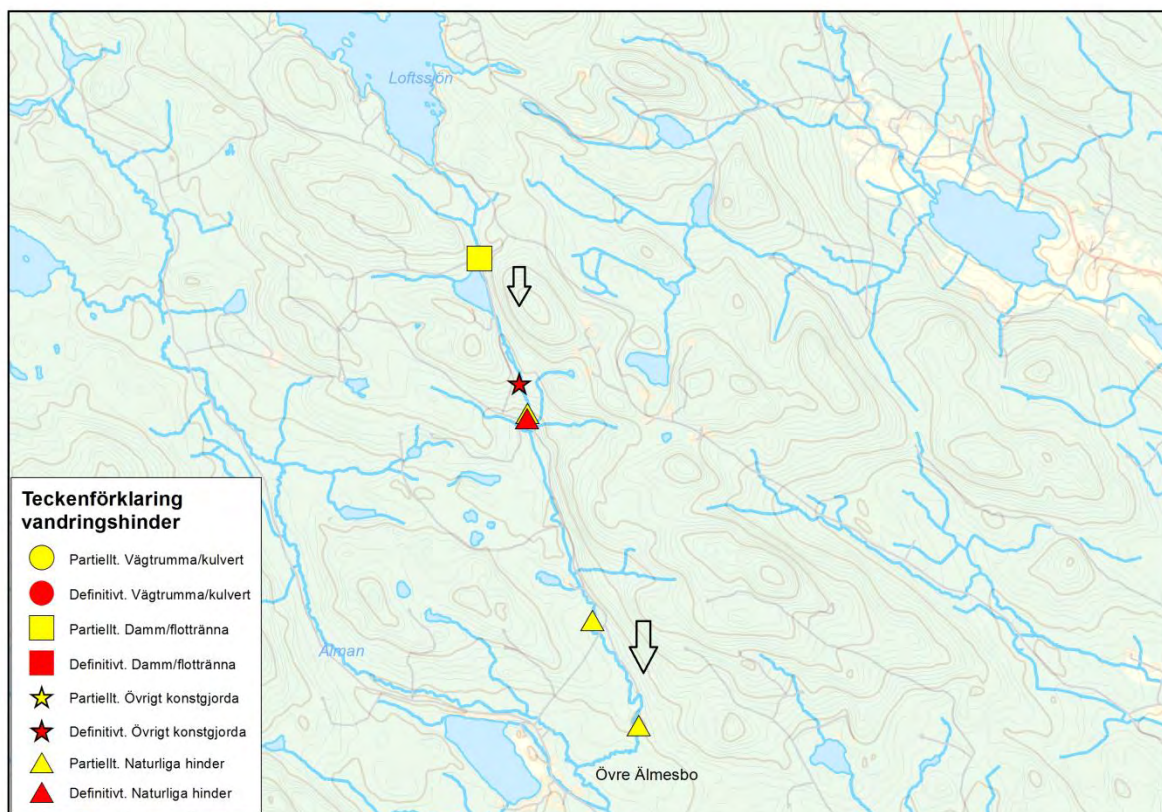 Loftssjön
Teckenförklaring
vandringshinder
Partiellt. Vägtrumma/kulvert
Definitivt. Vägtrumma/kulvert
Partiellt. Damm/flottränna
Definitivt. Damm/flottränna
Partiellt. Övrigt konstgjorda
Definitivt. Övrigt konstgjorda
Partiellt. Naturliga hinder
Definitivt. Naturliga hinder
Älman
Övre Älmesbo